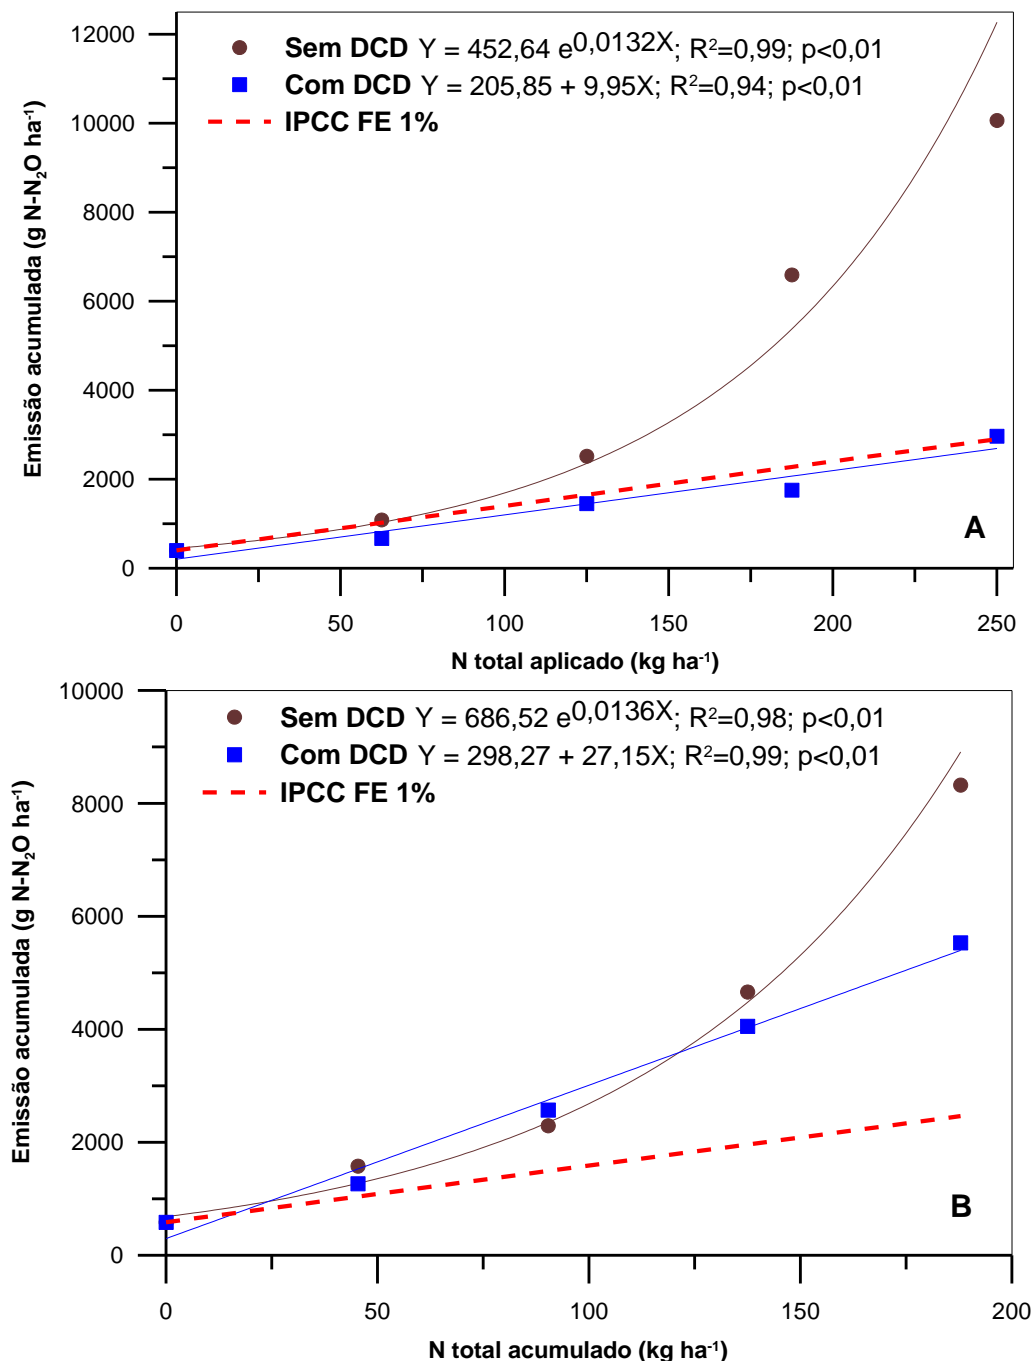 12000
10000
8000
6000
4000
2000
0
Emissão acumulada (g N-N₂O ha⁻¹)
Sem DCD Y = 452,64 e^0,0132X; R²=0,99; p<0,01
Com DCD Y = 205,85 + 9,95X; R²=0,94; p<0,01
IPCC FE 1%
A
0 50 100 150 200 250
N total aplicado (kg ha⁻¹)
10000
8000
6000
4000
2000
0
Emissão acumulada (g N-N₂O ha⁻¹)
Sem DCD Y = 686,52 e^0,0136X; R²=0,98; p<0,01
Com DCD Y = 298,27 + 27,15X; R²=0,99; p<0,01
IPCC FE 1%
B
0 50 100 150 200
N total acumulado (kg ha⁻¹)